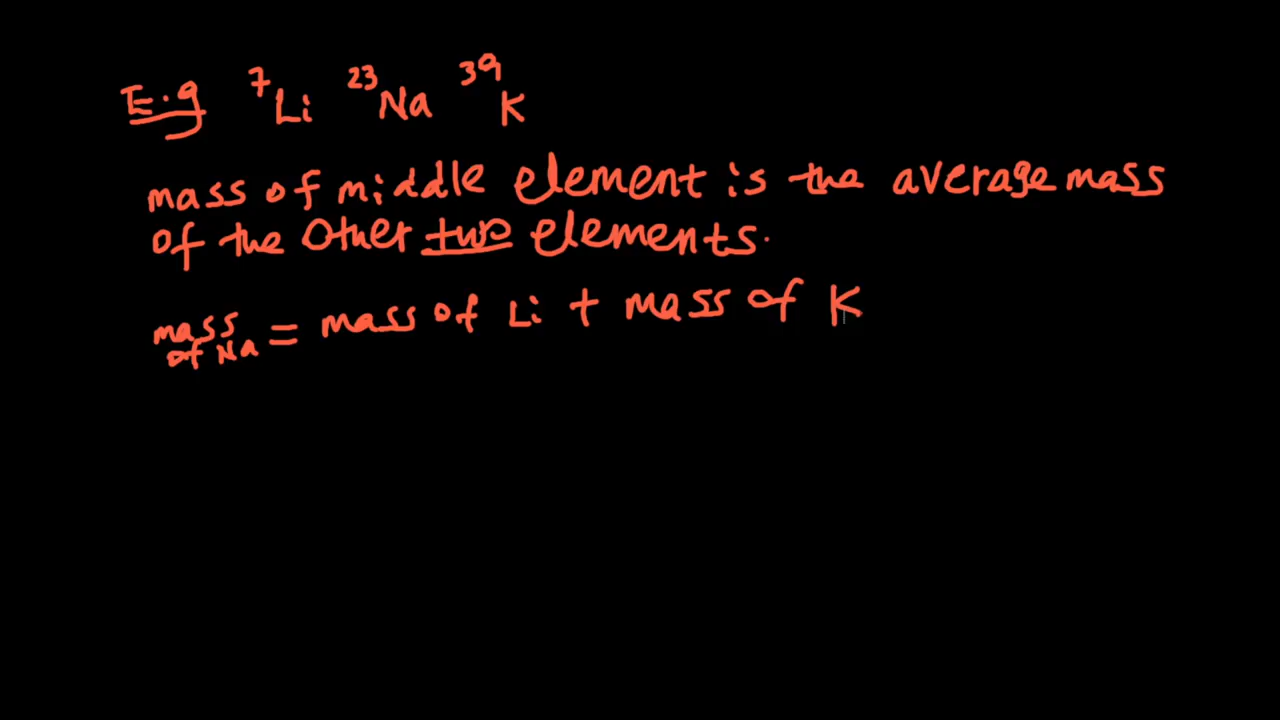 E.g ⁷Li ²³Na ³⁹K
mass of middle element is the average mass
of the other two elements.
mass of Na = mass of Li + mass of K